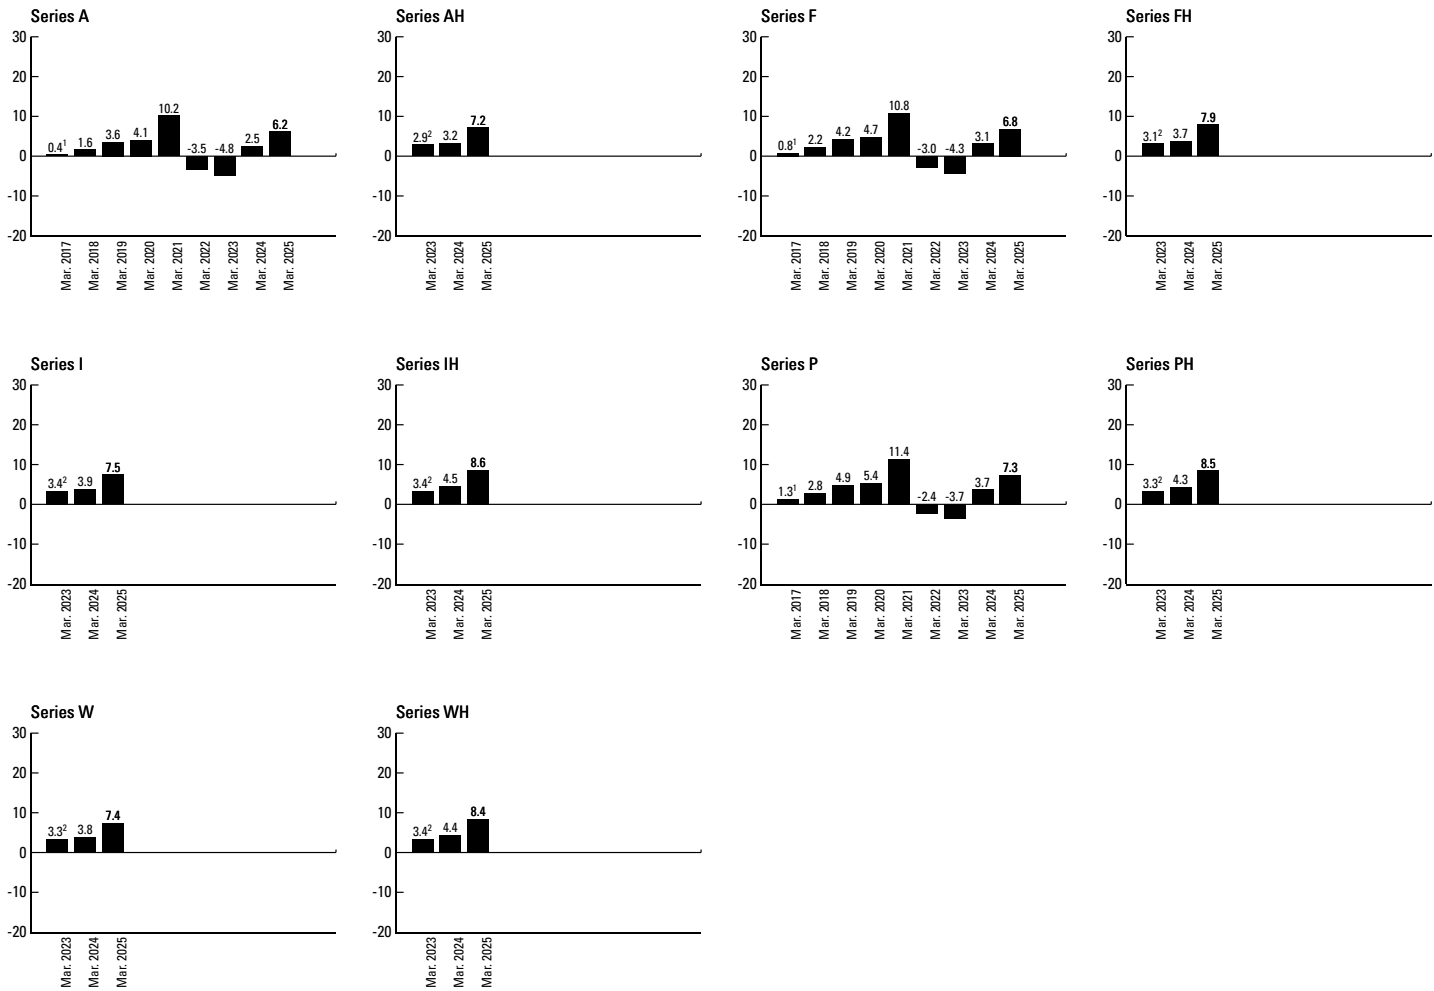 Series A
30
20
10
0
-10
-20
0.4¹ 1.6 3.6 4.1 10.2 -3.5 -4.8 2.5 6.2
Mar. 2017
Mar. 2018
Mar. 2019
Mar. 2020
Mar. 2021
Mar. 2022
Mar. 2023
Mar. 2024
Mar. 2025
Series AH
30
20
10
0
-10
-20
2.9² 3.2 7.2
Mar. 2023
Mar. 2024
Mar. 2025
Series F
30
20
10
0
-10
-20
0.8¹ 2.2 4.2 4.7 10.8 -3.0 -4.3 3.1 6.8
Mar. 2017
Mar. 2018
Mar. 2019
Mar. 2020
Mar. 2021
Mar. 2022
Mar. 2023
Mar. 2024
Mar. 2025
Series FH
30
20
10
0
-10
-20
3.1² 3.7 7.9
Mar. 2023
Mar. 2024
Mar. 2025
Series I
30
20
10
0
-10
-20
3.4² 3.9 7.5
Mar. 2023
Mar. 2024
Mar. 2025
Series IH
30
20
10
0
-10
-20
3.4² 4.5 8.6
Mar. 2023
Mar. 2024
Mar. 2025
Series P
30
20
10
0
-10
-20
1.3¹ 2.8 4.9 5.4 11.4 -2.4 -3.7 3.7 7.3
Mar. 2017
Mar. 2018
Mar. 2019
Mar. 2020
Mar. 2021
Mar. 2022
Mar. 2023
Mar. 2024
Mar. 2025
Series PH
30
20
10
0
-10
-20
3.3² 4.3 8.5
Mar. 2023
Mar. 2024
Mar. 2025
Series W
30
20
10
0
-10
-20
3.3² 3.8 7.4
Mar. 2023
Mar. 2024
Mar. 2025
Series WH
30
20
10
0
-10
-20
3.4² 4.4 8.4
Mar. 2023
Mar. 2024
Mar. 2025